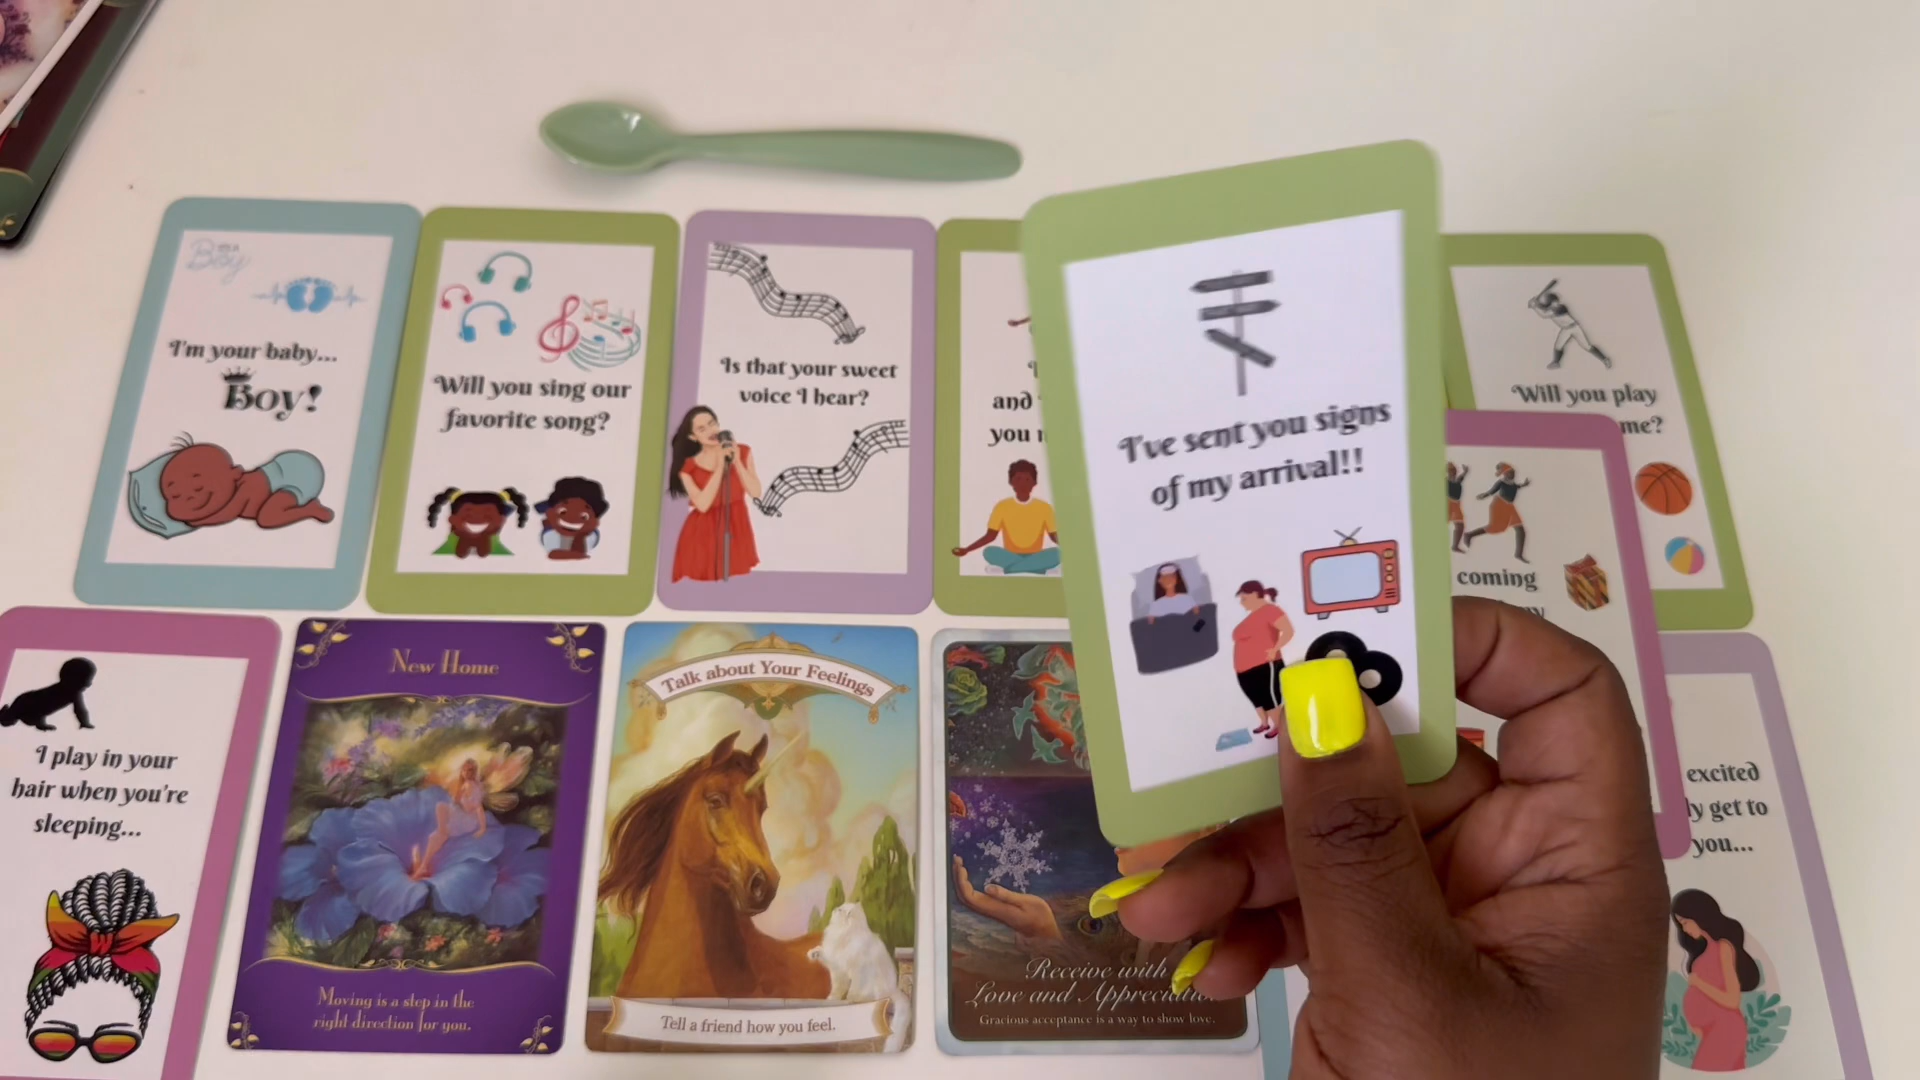 Boy
I'm your baby...
Boy!
Will you sing our
favorite song?
Is that your sweet
voice I hear?
and
you
I've sent you signs
of my arrival!!
Will you play
me?
coming
I play in your
hair when you're
sleeping...
New Home
Moving is a step in the
right direction for you.
Talk about Your Feelings
Tell a friend how you feel.
Receive with
Love and Appreciation
Gracious acceptance is a way to show love.
excited
get to
you...